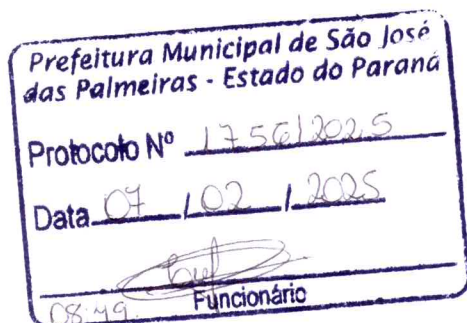 Prefeitura Municipal de São José
das Palmeiras - Estado do Paraná
Protocolo Nº 1756/2025
Data 07 / 02 / 2025
Funcionário
08:49